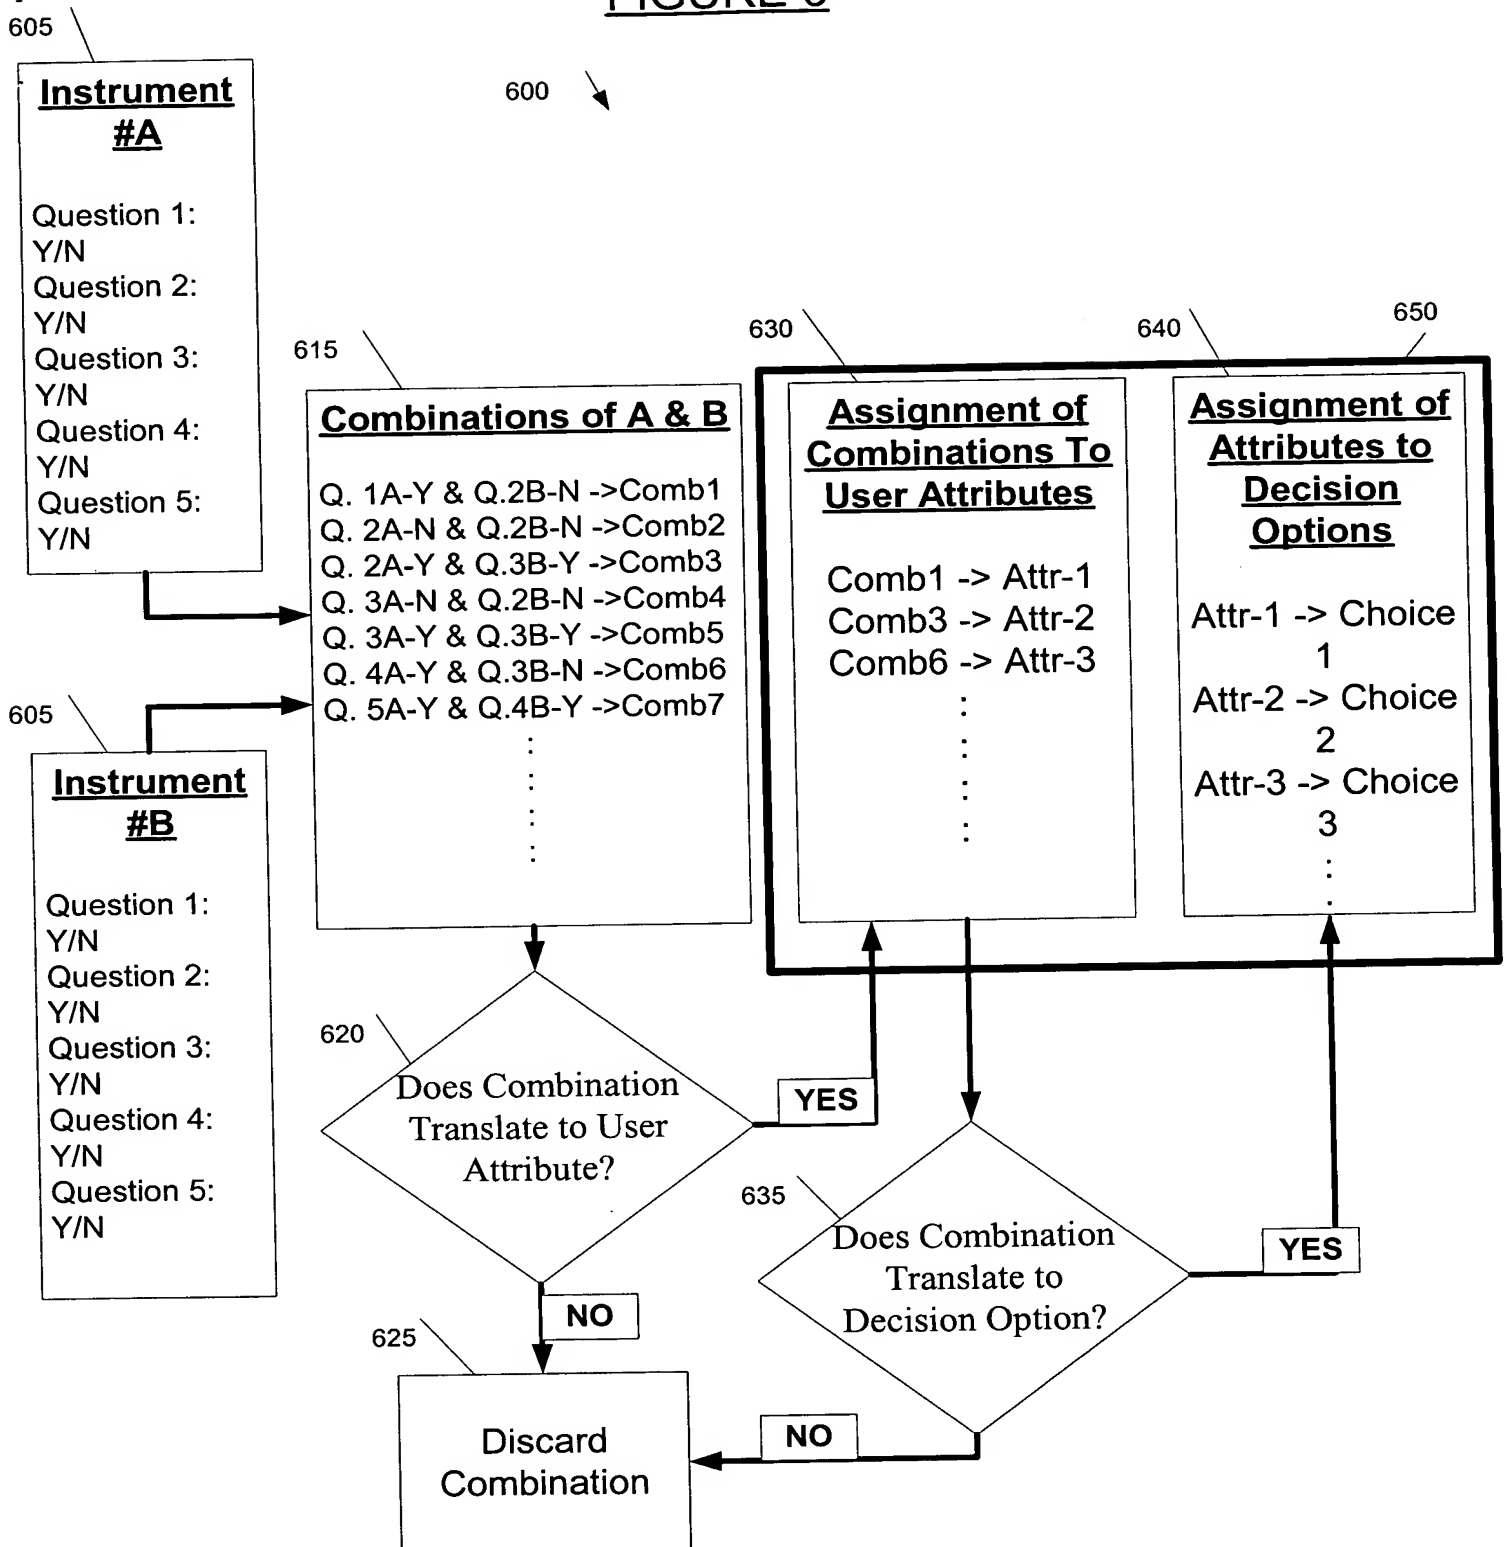 605
600
Instrument
#A
Question 1:
Y/N
Question 2:
Y/N
Question 3:
Y/N
Question 4:
Y/N
Question 5:
Y/N
615
Combinations of A & B
Q. 1A-Y & Q.2B-N ->Comb1
Q. 2A-N & Q.2B-N ->Comb2
Q. 2A-Y & Q.3B-Y ->Comb3
Q. 3A-N & Q.2B-N ->Comb4
Q. 3A-Y & Q.3B-Y ->Comb5
Q. 4A-Y & Q.3B-N ->Comb6
Q. 5A-Y & Q.4B-Y ->Comb7
630
Assignment of
Combinations To
User Attributes
Comb1 -> Attr-1
Comb3 -> Attr-2
Comb6 -> Attr-3
640
650
Assignment of
Attributes to
Decision
Options
Attr-1 -> Choice
1
Attr-2 -> Choice
2
Attr-3 -> Choice
3
605
Instrument
#B
Question 1:
Y/N
Question 2:
Y/N
Question 3:
Y/N
Question 4:
Y/N
Question 5:
Y/N
620
Does Combination
Translate to User
Attribute?
YES
NO
635
Does Combination
Translate to
Decision Option?
YES
NO
625
Discard
Combination